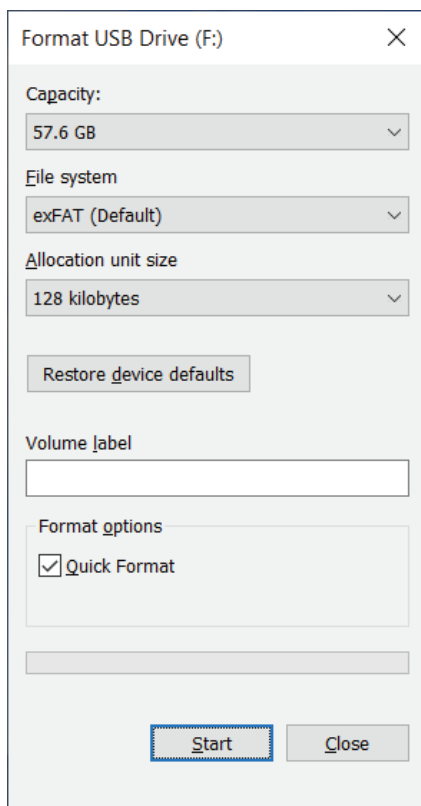 Format USB Drive (F:)
Capacity:
57.6 GB
File system
exFAT (Default)
Allocation unit size
128 kilobytes
Restore device defaults
Volume label
Format options
Quick Format
Start
Close